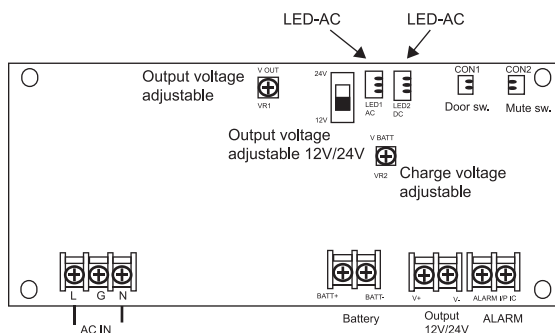 LED-AC LED-AC
V OUT
Output voltage
adjustable
VR1
24V
12V
LED1
AC
LED2
DC
CON1
Door sw.
CON2
Mute sw.
Output voltage
adjustable 12V/24V
V BATT
VR2
Charge voltage
adjustable
L G N
AC IN
BATT+ BATT-
Battery
V+ V-
Output
12V/24V
ALARM I/P IC
ALARM